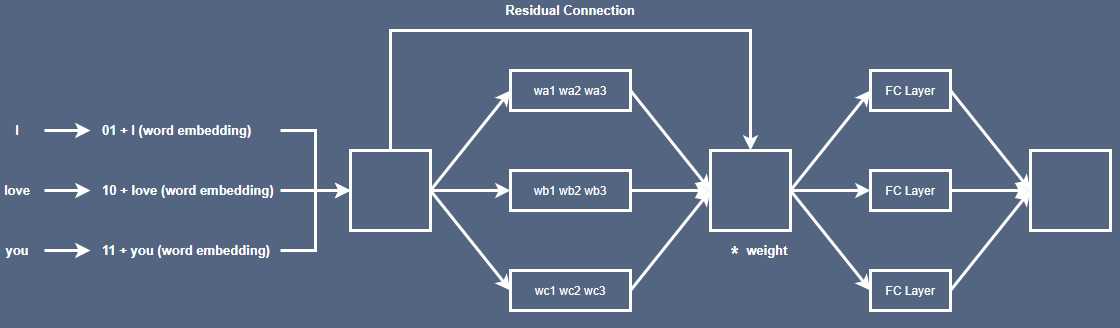 Residual Connection
I
01 + I (word embedding)
love
10 + love (word embedding)
you
11 + you (word embedding)
wa1 wa2 wa3
wb1 wb2 wb3
wc1 wc2 wc3
* weight
FC Layer
FC Layer
FC Layer